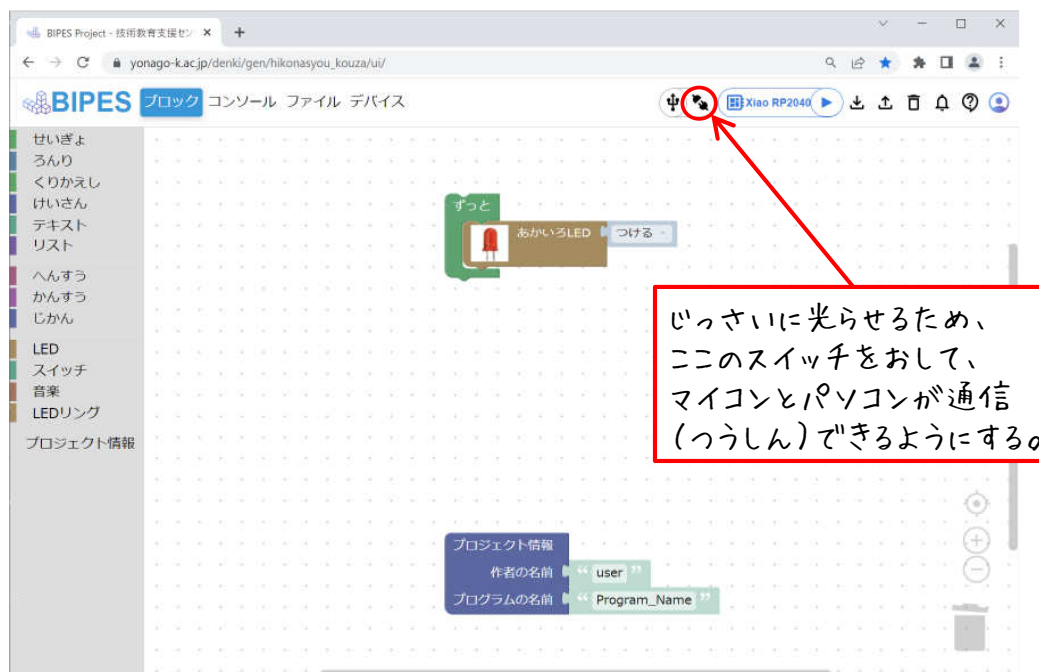 BIPES Project - 技術教育支援セン
yonago-k.ac.jp/denki/gen/hikonasyou_kouza/ui/
BIPES ブロック コンソール ファイル デバイス Xiao RP2040
せいぎょ
ろんり
くりかえし
けいさん
テキスト
リスト
へんすう
かんすう
じかん
LED
スイッチ
音楽
LEDリング
プロジェクト情報
ずっと
あかいろLED つける
じっさいに光らせるため、
ここのスイッチをおして、
マイコンとパソコンが通信
(つうしん)できるようにする。
プロジェクト情報
作者の名前 “ user ”
プログラムの名前 “ Program_Name ”